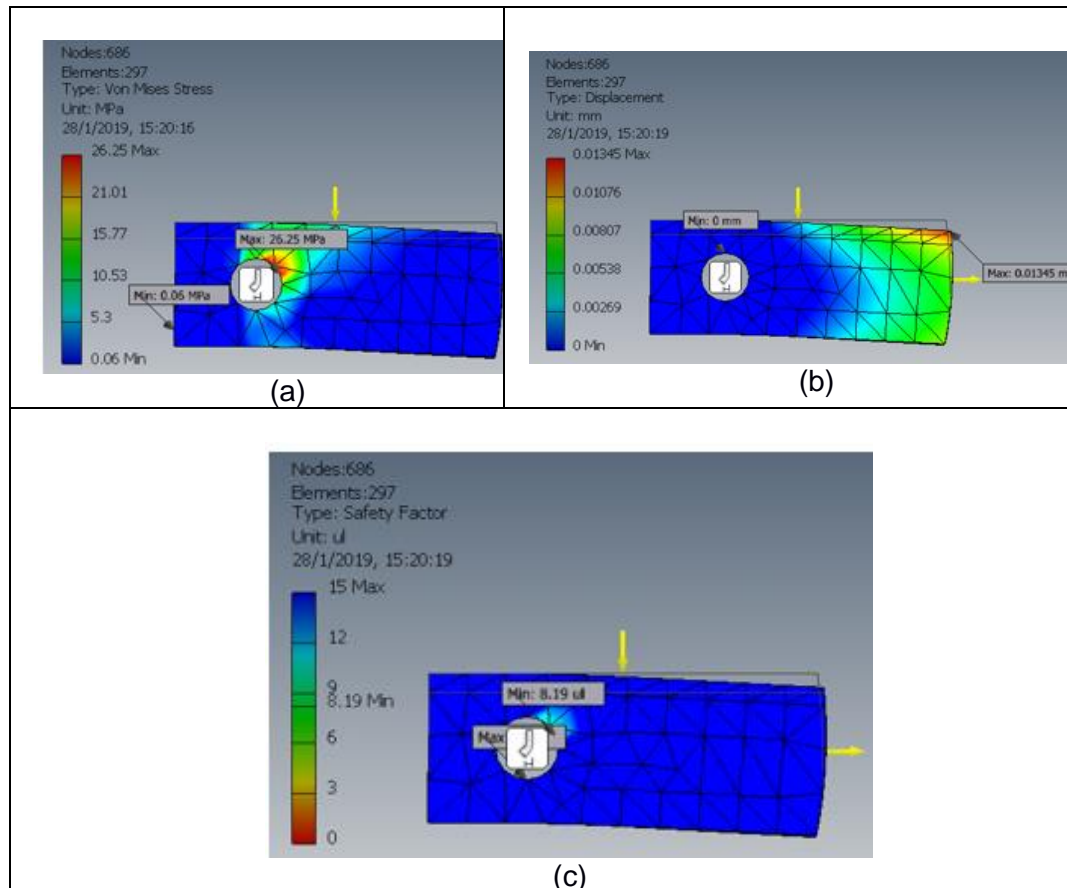 Nodes:686
Elements:297
Type: Von Mises Stress
Unit: MPa
28/1/2019, 15:20:16
26.25 Max
21.01
15.77
10.53
5.3
0.06 Min
Max: 26.25 MPa
Min: 0.06 MPa
(a)
Nodes:686
Elements:297
Type: Displacement
Unit: mm
28/1/2019, 15:20:19
0.01345 Max
0.01076
0.00807
0.00538
0.00269
0 Min
Min: 0 mm
Max: 0.01345 m
(b)
Nodes:686
Elements:297
Type: Safety Factor
Unit: ul
28/1/2019, 15:20:19
15 Max
12
9
8.19 Min
6
3
0
Min: 8.19 ul
Max
(c)